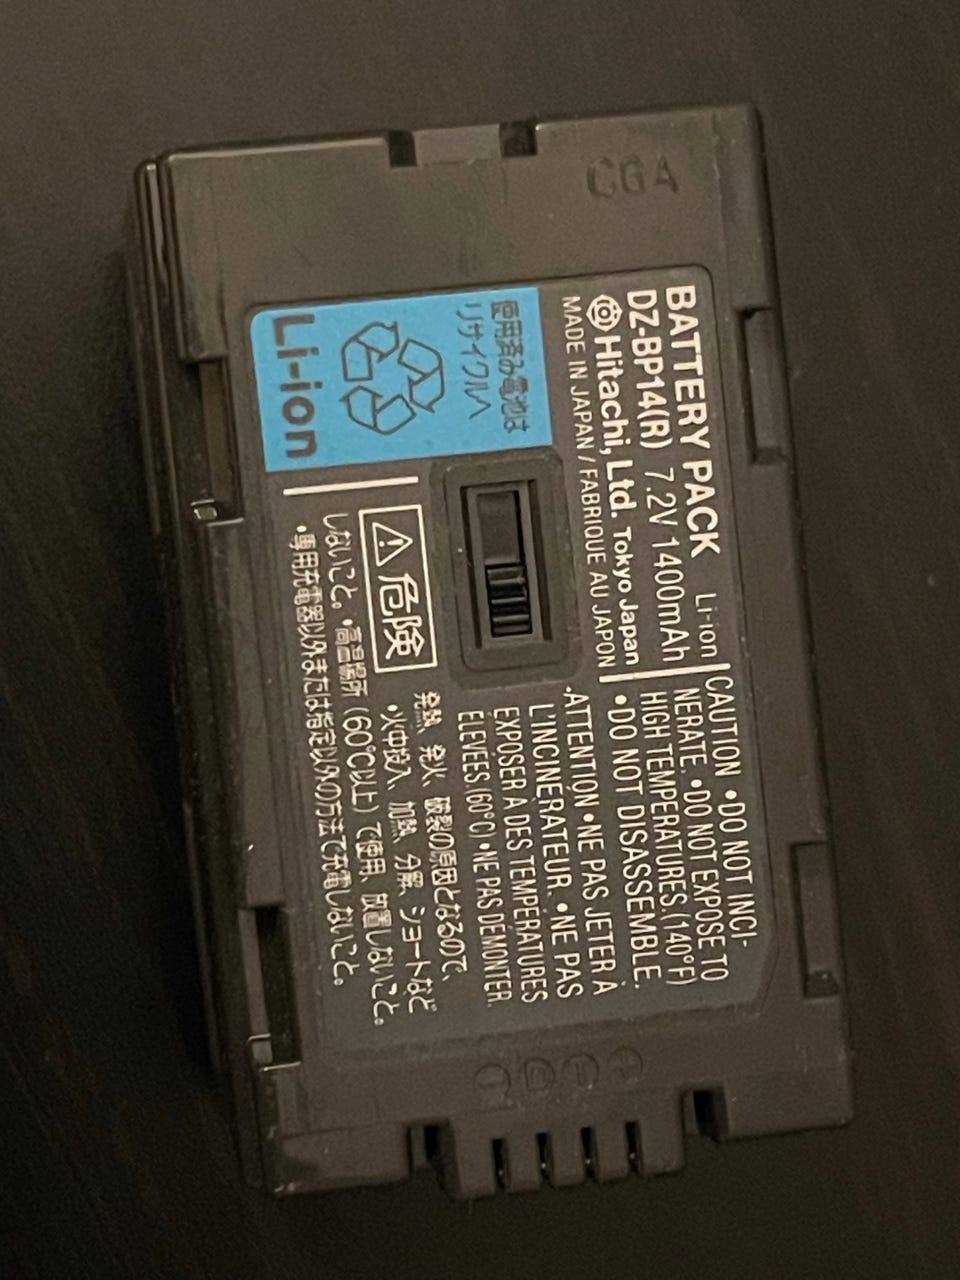 CGA
BATTERY PACK Li-ion
DZ-BP14(R) 7.2V 1400mAh
Hitachi, Ltd. Tokyo Japan
MADE IN JAPAN / FABRIQUE AU JAPON
CAUTION •DO NOT INCI-
NERATE. •DO NOT EXPOSE TO
HIGH TEMPERATURES.(140°F)
•DO NOT DISASSEMBLE.
ATTENTION •NE PAS JETER À
L'INCINÉRATEUR. •NE PAS
EXPOSER A DES TEMPÉRATURES
ÉLEVÉES.(60°C) •NE PAS DÉMONTER.
使用済み電池は
リサイクルへ
Li-ion
⚠危険
発熱、発火、破裂の原因となるので、
•火中投入、加熱、分解、ショートなど
しないこと。•高温場所(60℃以上)で使用、放置しないこと。
•専用充電器以外または指定以外の方法で充電しないこと。